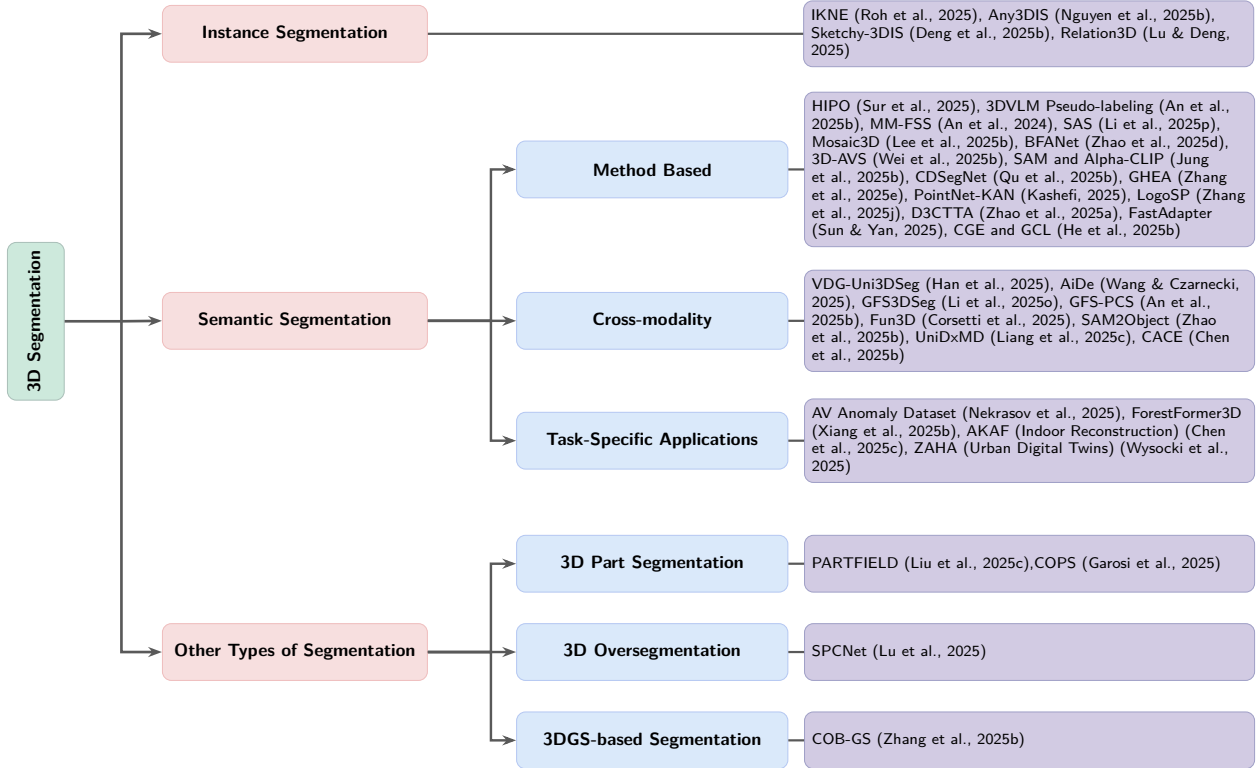 3D Segmentation
Instance Segmentation
IKNE (Roh et al., 2025), Any3DIS (Nguyen et al., 2025b),
Sketchy-3DIS (Deng et al., 2025b), Relation3D (Lu & Deng,
2025)
Semantic Segmentation
Method Based
HIPO (Sur et al., 2025), 3DVLM Pseudo-labeling (An et al.,
2025b), MM-FSS (An et al., 2024), SAS (Li et al., 2025p),
Mosaic3D (Lee et al., 2025b), BFANet (Zhao et al., 2025d),
3D-AVS (Wei et al., 2025b), SAM and Alpha-CLIP (Jung
et al., 2025b), CDSegNet (Qu et al., 2025b), GHEA (Zhang
et al., 2025e), PointNet-KAN (Kashefi, 2025), LogoSP (Zhang
et al., 2025j), D3CTTA (Zhao et al., 2025a), FastAdapter
(Sun & Yan, 2025), CGE and GCL (He et al., 2025b)
Cross-modality
VDG-Uni3DSeg (Han et al., 2025), AiDe (Wang & Czarnecki,
2025), GFS3DSeg (Li et al., 2025o), GFS-PCS (An et al.,
2025b), Fun3D (Corsetti et al., 2025), SAM2Object (Zhao
et al., 2025b), UniDxMD (Liang et al., 2025c), CACE (Chen
et al., 2025b)
Task-Specific Applications
AV Anomaly Dataset (Nekrasov et al., 2025), ForestFormer3D
(Xiang et al., 2025b), AKAF (Indoor Reconstruction) (Chen
et al., 2025c), ZAHA (Urban Digital Twins) (Wysocki et al.,
2025)
Other Types of Segmentation
3D Part Segmentation
PARTFIELD (Liu et al., 2025c),COPS (Garosi et al., 2025)
3D Oversegmentation
SPCNet (Lu et al., 2025)
3DGS-based Segmentation
COB-GS (Zhang et al., 2025b)